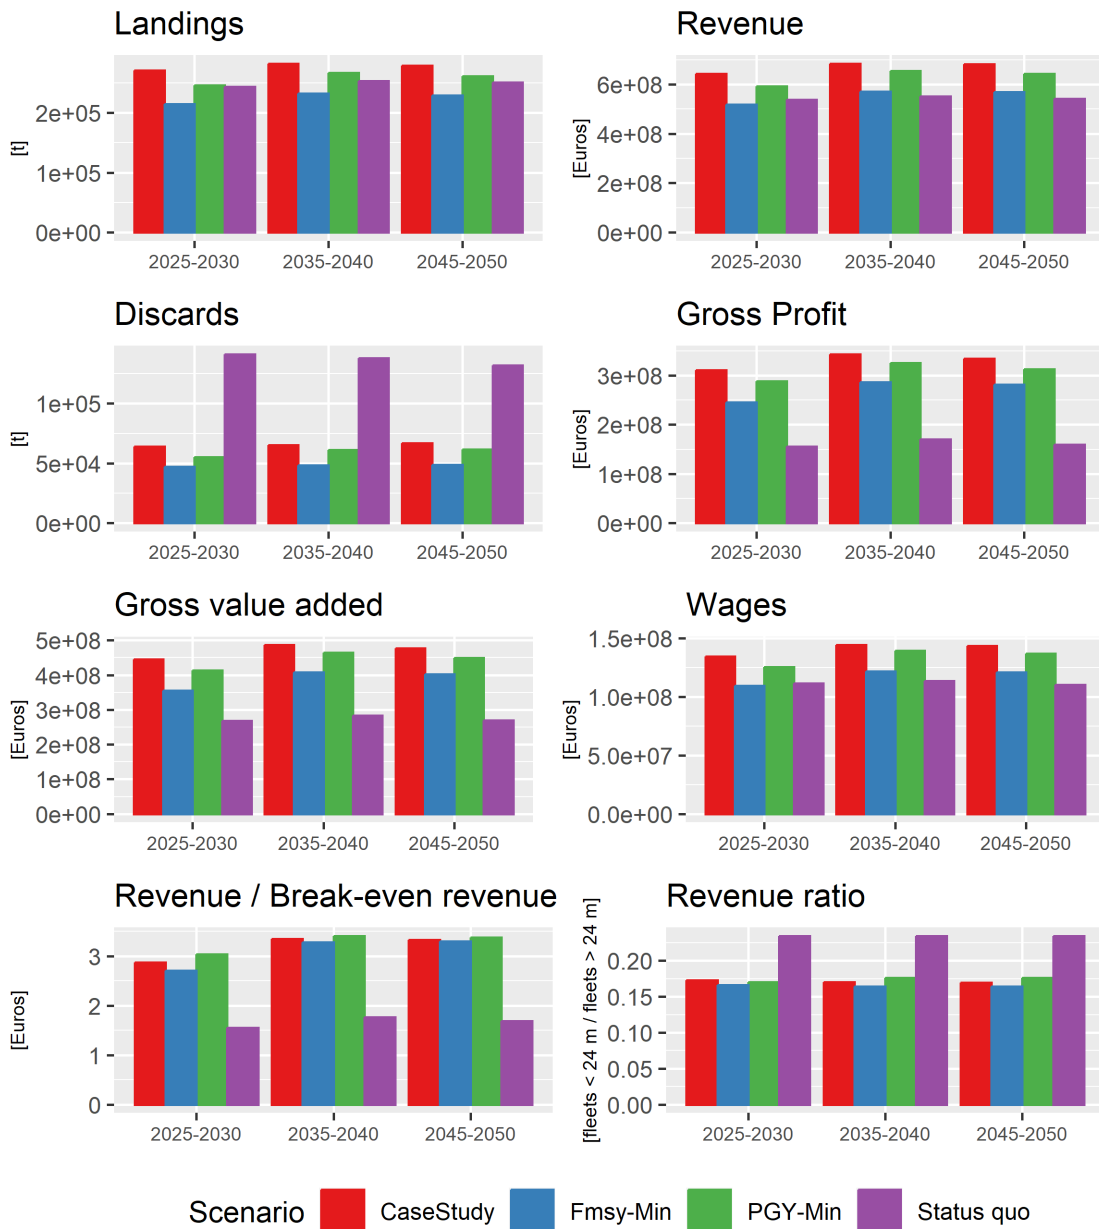 Landings
Revenue
[t]
2e+05
1e+05
0e+00
2025-2030
2035-2040
2045-2050
[Euros]
6e+08
4e+08
2e+08
0e+00
2025-2030
2035-2040
2045-2050
Discards
Gross Profit
[t]
1e+05
5e+04
0e+00
2025-2030
2035-2040
2045-2050
[Euros]
3e+08
2e+08
1e+08
0e+00
2025-2030
2035-2040
2045-2050
Gross value added
Wages
[Euros]
5e+08
4e+08
3e+08
2e+08
1e+08
0e+00
2025-2030
2035-2040
2045-2050
[Euros]
1.5e+08
1.0e+08
5.0e+07
0.0e+00
2025-2030
2035-2040
2045-2050
Revenue / Break-even revenue
Revenue ratio
[Euros]
3
2
1
0
2025-2030
2035-2040
2045-2050
[fleets < 24 m / fleets > 24 m]
0.20
0.15
0.10
0.05
0.00
2025-2030
2035-2040
2045-2050
Scenario CaseStudy Fmsy-Min PGY-Min Status quo